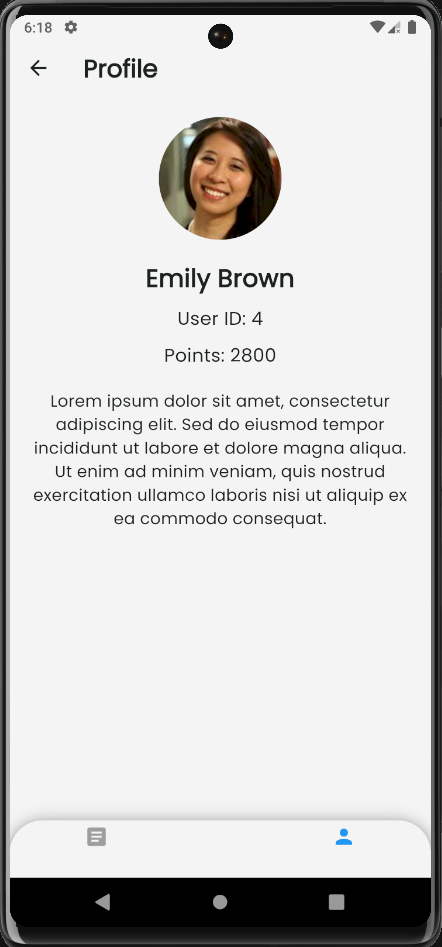 6:18
Profile
Emily Brown
User ID: 4
Points: 2800
Lorem ipsum dolor sit amet, consectetur
adipiscing elit. Sed do eiusmod tempor
incididunt ut labore et dolore magna aliqua.
Ut enim ad minim veniam, quis nostrud
exercitation ullamco laboris nisi ut aliquip ex
ea commodo consequat.